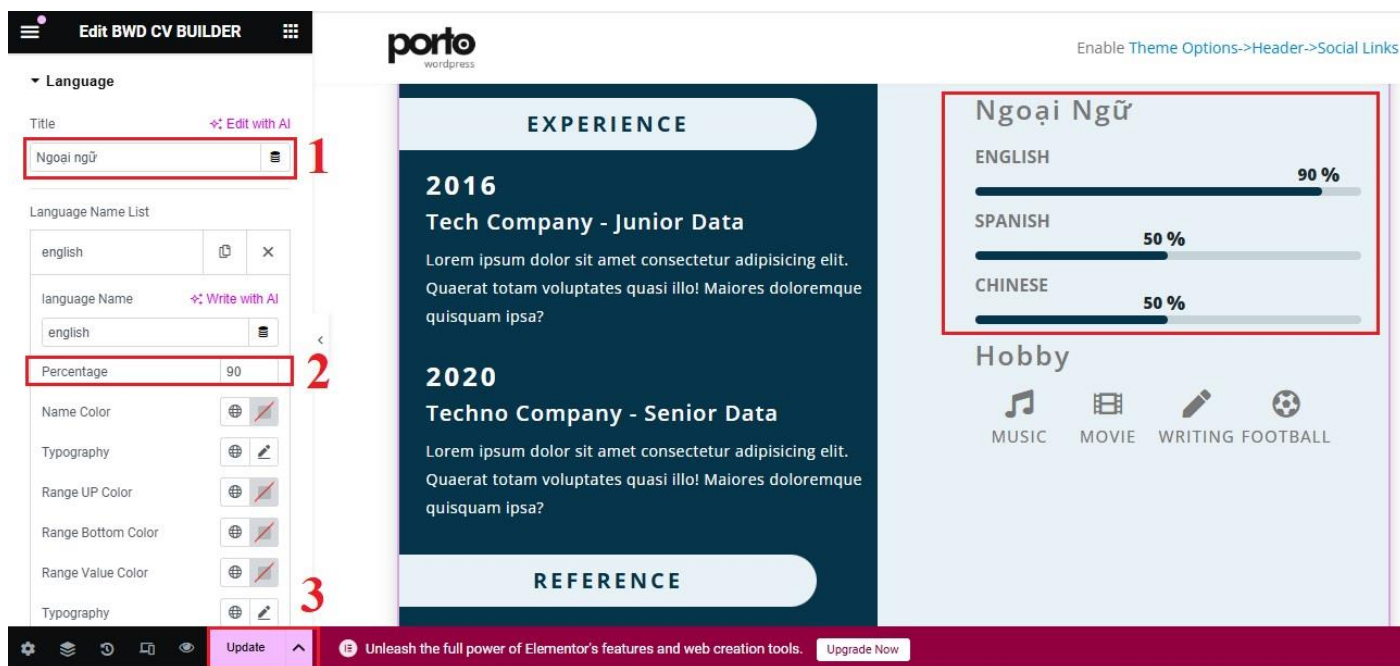 Edit BWD CV BUILDER
Language
Title
Edit with AI
Ngoại ngữ
1
Language Name List
english
language Name
Write with AI
english
Percentage
90
2
Name Color
Typography
Range UP Color
Range Bottom Color
Range Value Color
Typography
3
Update
porto
wordpress
Enable Theme Options->Header->Social Links
EXPERIENCE
2016
Tech Company - Junior Data
Lorem ipsum dolor sit amet consectetur adipisicing elit.
Quaerat totam voluptates quasi illo! Maiores doloremque
quisquam ipsa?
2020
Techno Company - Senior Data
Lorem ipsum dolor sit amet consectetur adipisicing elit.
Quaerat totam voluptates quasi illo! Maiores doloremque
quisquam ipsa?
REFERENCE
Ngoại Ngữ
ENGLISH
90 %
SPANISH
50 %
CHINESE
50 %
Hobby
MUSIC MOVIE WRITING FOOTBALL
Unleash the full power of Elementor's features and web creation tools.
Upgrade Now